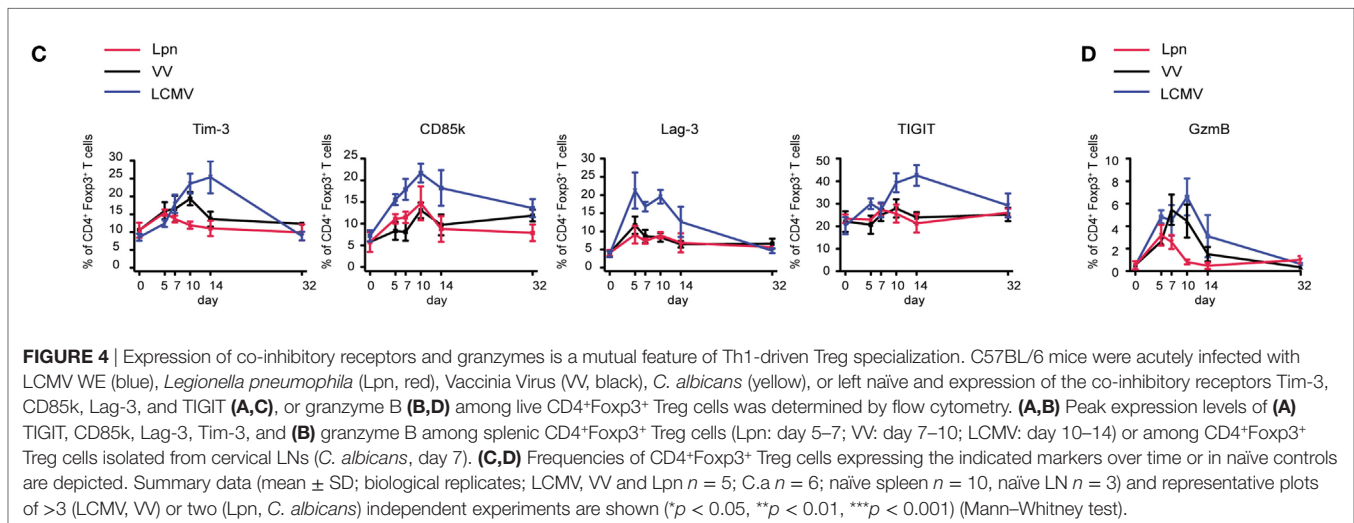 C
Lpn
VV
LCMV
D
Lpn
VV
LCMV
Tim-3
% of CD4⁺ Foxp3⁺ T cells
30
25
20
15
10
5
0
0 5 7 10 14 32
day
CD85k
% of CD4⁺ Foxp3⁺ T cells
25
20
15
10
5
0
0 5 7 10 14 32
day
Lag-3
% of CD4⁺ Foxp3⁺ T cells
30
25
20
15
10
5
0
0 5 7 10 14 32
day
TIGIT
% of CD4⁺ Foxp3⁺ T cells
50
40
30
20
10
0
0 5 7 10 14 32
day
GzmB
% of CD4⁺ Foxp3⁺ T cells
10
8
6
4
2
0
0 5 7 10 14 32
day
FIGURE 4 | Expression of co-inhibitory receptors and granzymes is a mutual feature of Th1-driven Treg specialization. C57BL/6 mice were acutely infected with
LCMV WE (blue), Legionella pneumophila (Lpn, red), Vaccinia Virus (VV, black), C. albicans (yellow), or left naïve and expression of the co-inhibitory receptors Tim-3,
CD85k, Lag-3, and TIGIT (A,C), or granzyme B (B,D) among live CD4⁺Foxp3⁺ Treg cells was determined by flow cytometry. (A,B) Peak expression levels of (A)
TIGIT, CD85k, Lag-3, Tim-3, and (B) granzyme B among splenic CD4⁺Foxp3⁺ Treg cells (Lpn: day 5–7; VV: day 7–10; LCMV: day 10–14) or among CD4⁺Foxp3⁺
Treg cells isolated from cervical LNs (C. albicans, day 7). (C,D) Frequencies of CD4⁺Foxp3⁺ Treg cells expressing the indicated markers over time or in naïve controls
are depicted. Summary data (mean ± SD; biological replicates; LCMV, VV and Lpn n = 5; C.a n = 6; naïve spleen n = 10, naïve LN n = 3) and representative plots
of >3 (LCMV, VV) or two (Lpn, C. albicans) independent experiments are shown (*p < 0.05, **p < 0.01, ***p < 0.001) (Mann–Whitney test).